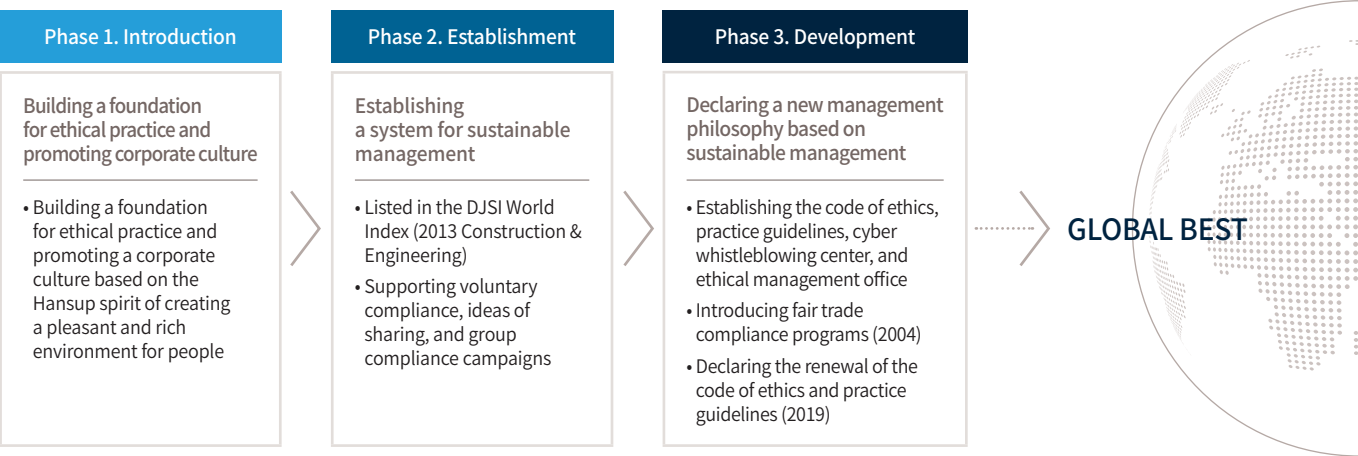 Phase 1. Introduction
Building a foundation
for ethical practice and
promoting corporate culture
• Building a foundation
for ethical practice and
promoting a corporate
culture based on the
Hansup spirit of creating
a pleasant and rich
environment for people
Phase 2. Establishment
Establishing
a system for sustainable
management
• Listed in the DJSI World
Index (2013 Construction &
Engineering)
• Supporting voluntary
compliance, ideas of
sharing, and group
compliance campaigns
Phase 3. Development
Declaring a new management
philosophy based on
sustainable management
• Establishing the code of ethics,
practice guidelines, cyber
whistleblowing center, and
ethical management office
• Introducing fair trade
compliance programs (2004)
• Declaring the renewal of the
code of ethics and practice
guidelines (2019)
GLOBAL BEST